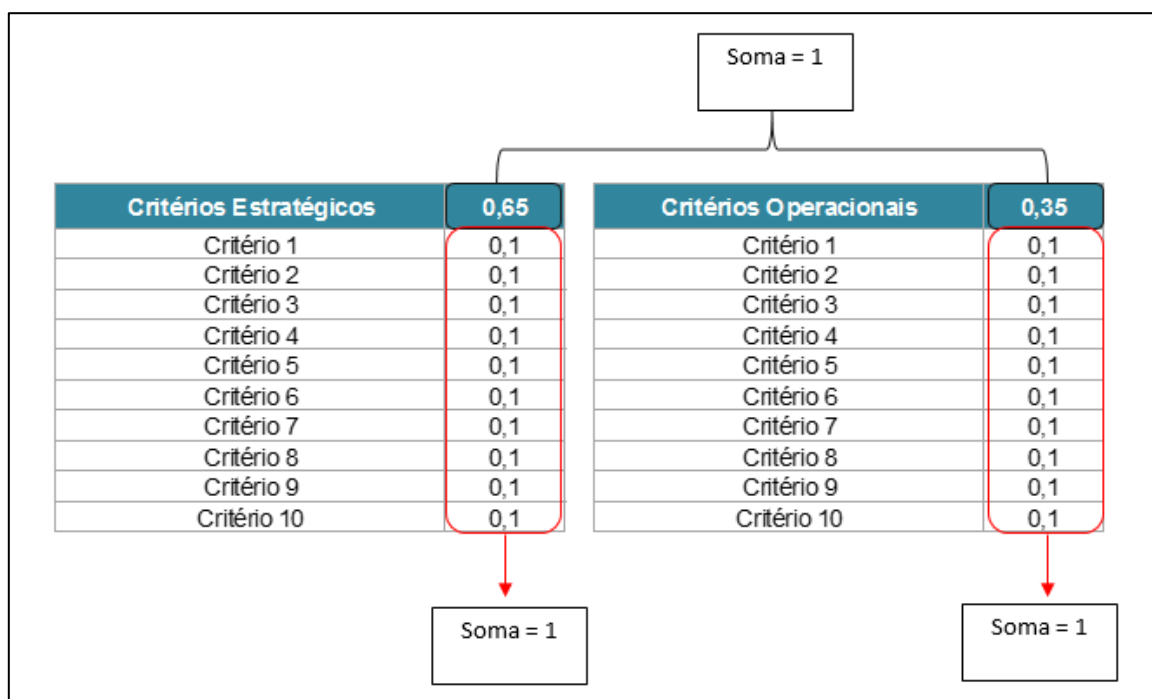 Soma = 1
Critérios Estratégicos 0,65
Critério 1 0,1
Critério 2 0,1
Critério 3 0,1
Critério 4 0,1
Critério 5 0,1
Critério 6 0,1
Critério 7 0,1
Critério 8 0,1
Critério 9 0,1
Critério 10 0,1
Soma = 1
Critérios Operacionais 0,35
Critério 1 0,1
Critério 2 0,1
Critério 3 0,1
Critério 4 0,1
Critério 5 0,1
Critério 6 0,1
Critério 7 0,1
Critério 8 0,1
Critério 9 0,1
Critério 10 0,1
Soma = 1